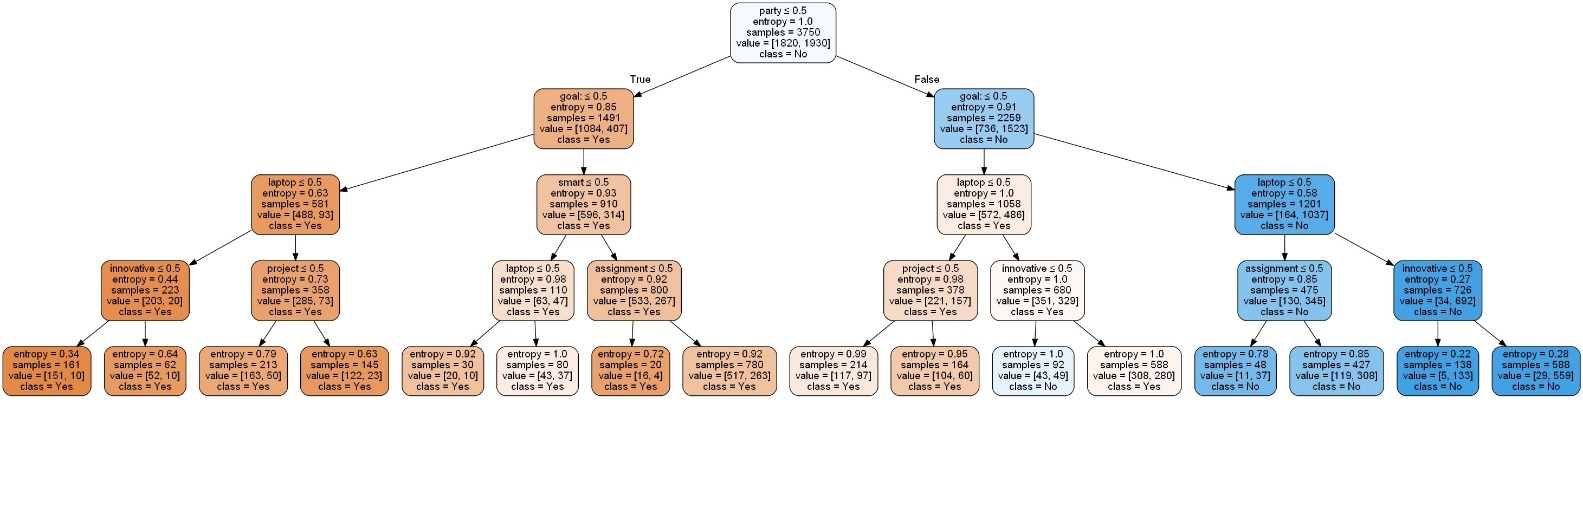 party ≤ 0.5
entropy = 1.0
samples = 3750
value = [1820, 1930]
class = No
True
False
goal: ≤ 0.5
entropy = 0.85
samples = 1491
value = [1084, 407]
class = Yes
goal: ≤ 0.5
entropy = 0.91
samples = 2259
value = [736, 1523]
class = No
laptop ≤ 0.5
entropy = 0.63
samples = 581
value = [488, 93]
class = Yes
smart ≤ 0.5
entropy = 0.93
samples = 910
value = [596, 314]
class = Yes
laptop ≤ 0.5
entropy = 1.0
samples = 1058
value = [572, 486]
class = Yes
laptop ≤ 0.5
entropy = 0.58
samples = 1201
value = [164, 1037]
class = No
innovative ≤ 0.5
entropy = 0.44
samples = 223
value = [203, 20]
class = Yes
project ≤ 0.5
entropy = 0.73
samples = 358
value = [285, 73]
class = Yes
laptop ≤ 0.5
entropy = 0.98
samples = 110
value = [63, 47]
class = Yes
assignment ≤ 0.5
entropy = 0.92
samples = 800
value = [533, 267]
class = Yes
project ≤ 0.5
entropy = 0.98
samples = 378
value = [221, 157]
class = Yes
innovative ≤ 0.5
entropy = 1.0
samples = 680
value = [351, 329]
class = Yes
assignment ≤ 0.5
entropy = 0.85
samples = 475
value = [130, 345]
class = No
innovative ≤ 0.5
entropy = 0.27
samples = 726
value = [34, 692]
class = No
entropy = 0.34
samples = 161
value = [151, 10]
class = Yes
entropy = 0.64
samples = 62
value = [52, 10]
class = Yes
entropy = 0.79
samples = 213
value = [163, 50]
class = Yes
entropy = 0.63
samples = 145
value = [122, 23]
class = Yes
entropy = 0.92
samples = 30
value = [20, 10]
class = Yes
entropy = 1.0
samples = 80
value = [43, 37]
class = Yes
entropy = 0.72
samples = 20
value = [16, 4]
class = Yes
entropy = 0.92
samples = 780
value = [517, 263]
class = Yes
entropy = 0.99
samples = 214
value = [117, 97]
class = Yes
entropy = 0.95
samples = 164
value = [104, 60]
class = Yes
entropy = 1.0
samples = 92
value = [43, 49]
class = No
entropy = 1.0
samples = 588
value = [308, 280]
class = Yes
entropy = 0.78
samples = 48
value = [11, 37]
class = No
entropy = 0.85
samples = 427
value = [119, 308]
class = No
entropy = 0.22
samples = 138
value = [5, 133]
class = No
entropy = 0.28
samples = 588
value = [29, 559]
class = No